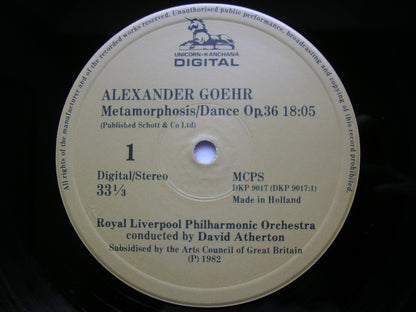 All rights of the manufacturer and of the owner of the recorded works reserved. Unauthorised public performance, broadcasting and copying of this record prohibited.
UNICORN-KANCHANA
DIGITAL
ALEXANDER GOEHR
Metamorphosis/Dance Op.36 18:05
(Published Schott & Co Ltd)
1
Digital/Stereo
33⅓
MCPS
DKP 9017 (DKP 9017:1)
Made in Holland
Royal Liverpool Philharmonic Orchestra
conducted by David Atherton
Subsidised by the Arts Council of Great Britain
(P) 1982